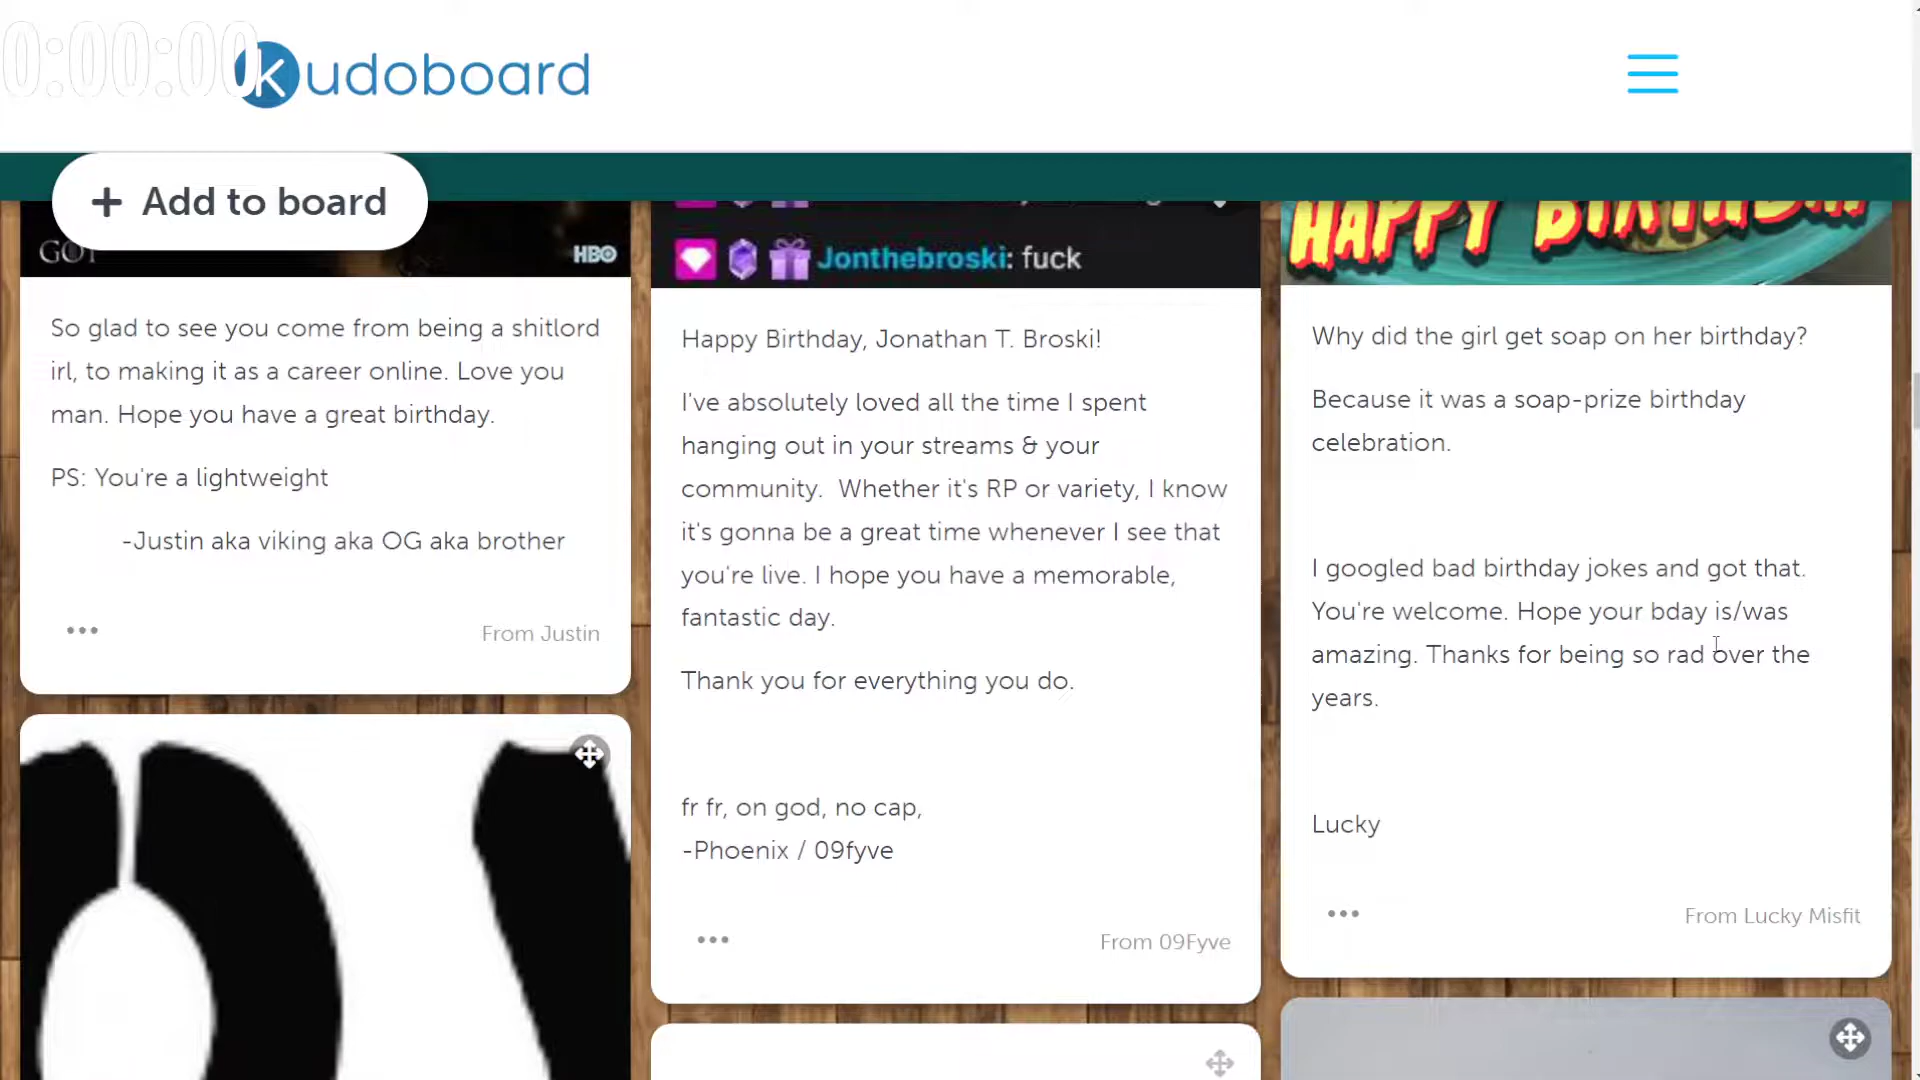 0:00:00
kudoboard
+ Add to board
GOT
HBO
So glad to see you come from being a shitlord
irl, to making it as a career online. Love you
man. Hope you have a great birthday.
PS: You're a lightweight
-Justin aka viking aka OG aka brother
From Justin
Jonthebroski: fuck
Happy Birthday, Jonathan T. Broski!
I've absolutely loved all the time I spent
hanging out in your streams & your
community.  Whether it's RP or variety, I know
it's gonna be a great time whenever I see that
you're live. I hope you have a memorable,
fantastic day.
Thank you for everything you do.
fr fr, on god, no cap,
-Phoenix / 09fyve
From 09Fyve
HAPPY BIRTHDAY
Why did the girl get soap on her birthday?
Because it was a soap-prize birthday
celebration.
I googled bad birthday jokes and got that.
You're welcome. Hope your bday is/was
amazing. Thanks for being so rad over the
years.
Lucky
From Lucky Misfit